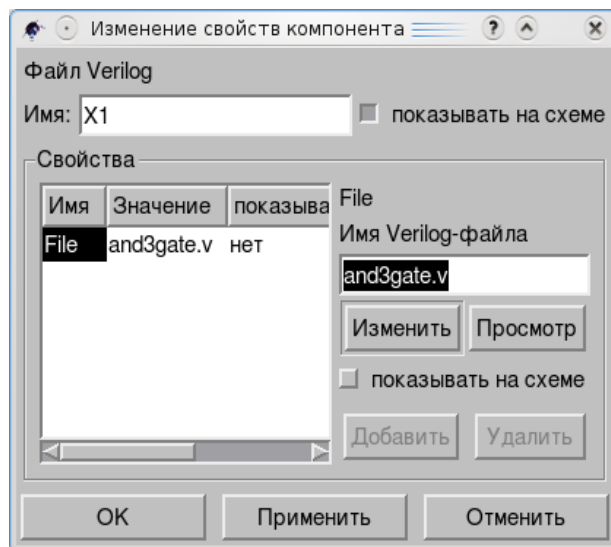 Изменение свойств компонента ?
Файл Verilog
Имя: X1 показывать на схеме
Свойства
Имя Значение показыва
File and3gate.v нет
File
Имя Verilog-файла
and3gate.v
Изменить Просмотр
показывать на схеме
Добавить Удалить
OK Применить Отменить